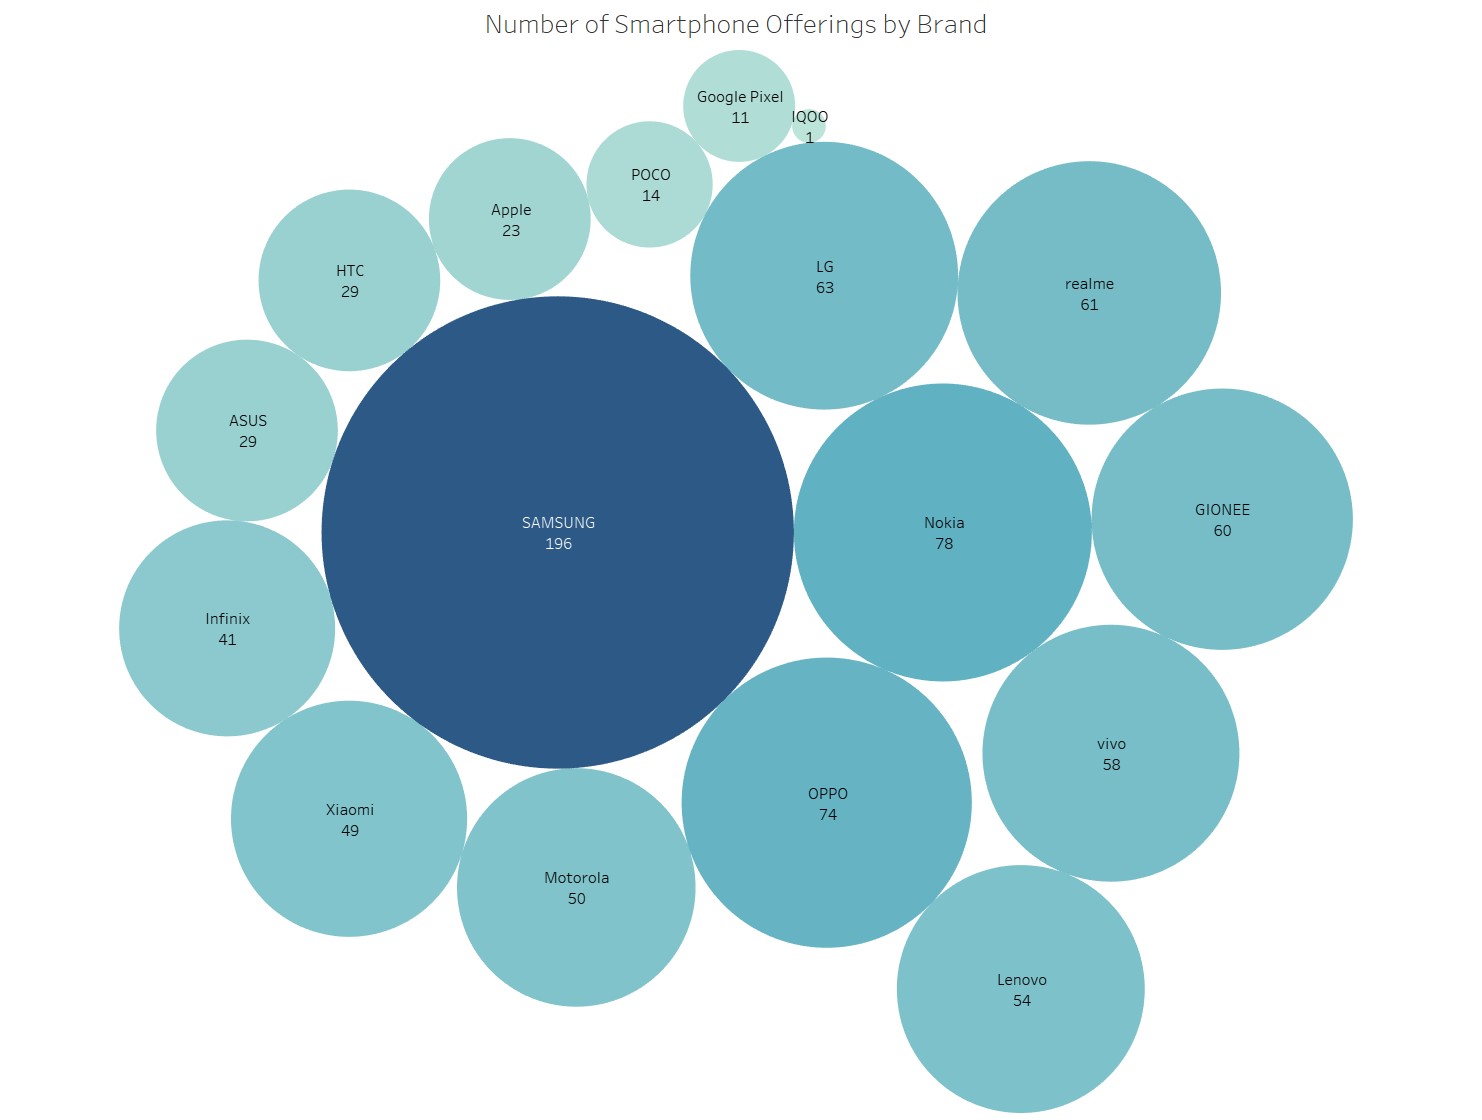 Number of Smartphone Offerings by Brand
Google Pixel
11
IQOO
1
POCO
14
Apple
23
HTC
29
LG
63
realme
61
ASUS
29
SAMSUNG
196
Nokia
78
GIONEE
60
Infinix
41
vivo
58
Xiaomi
49
OPPO
74
Motorola
50
Lenovo
54